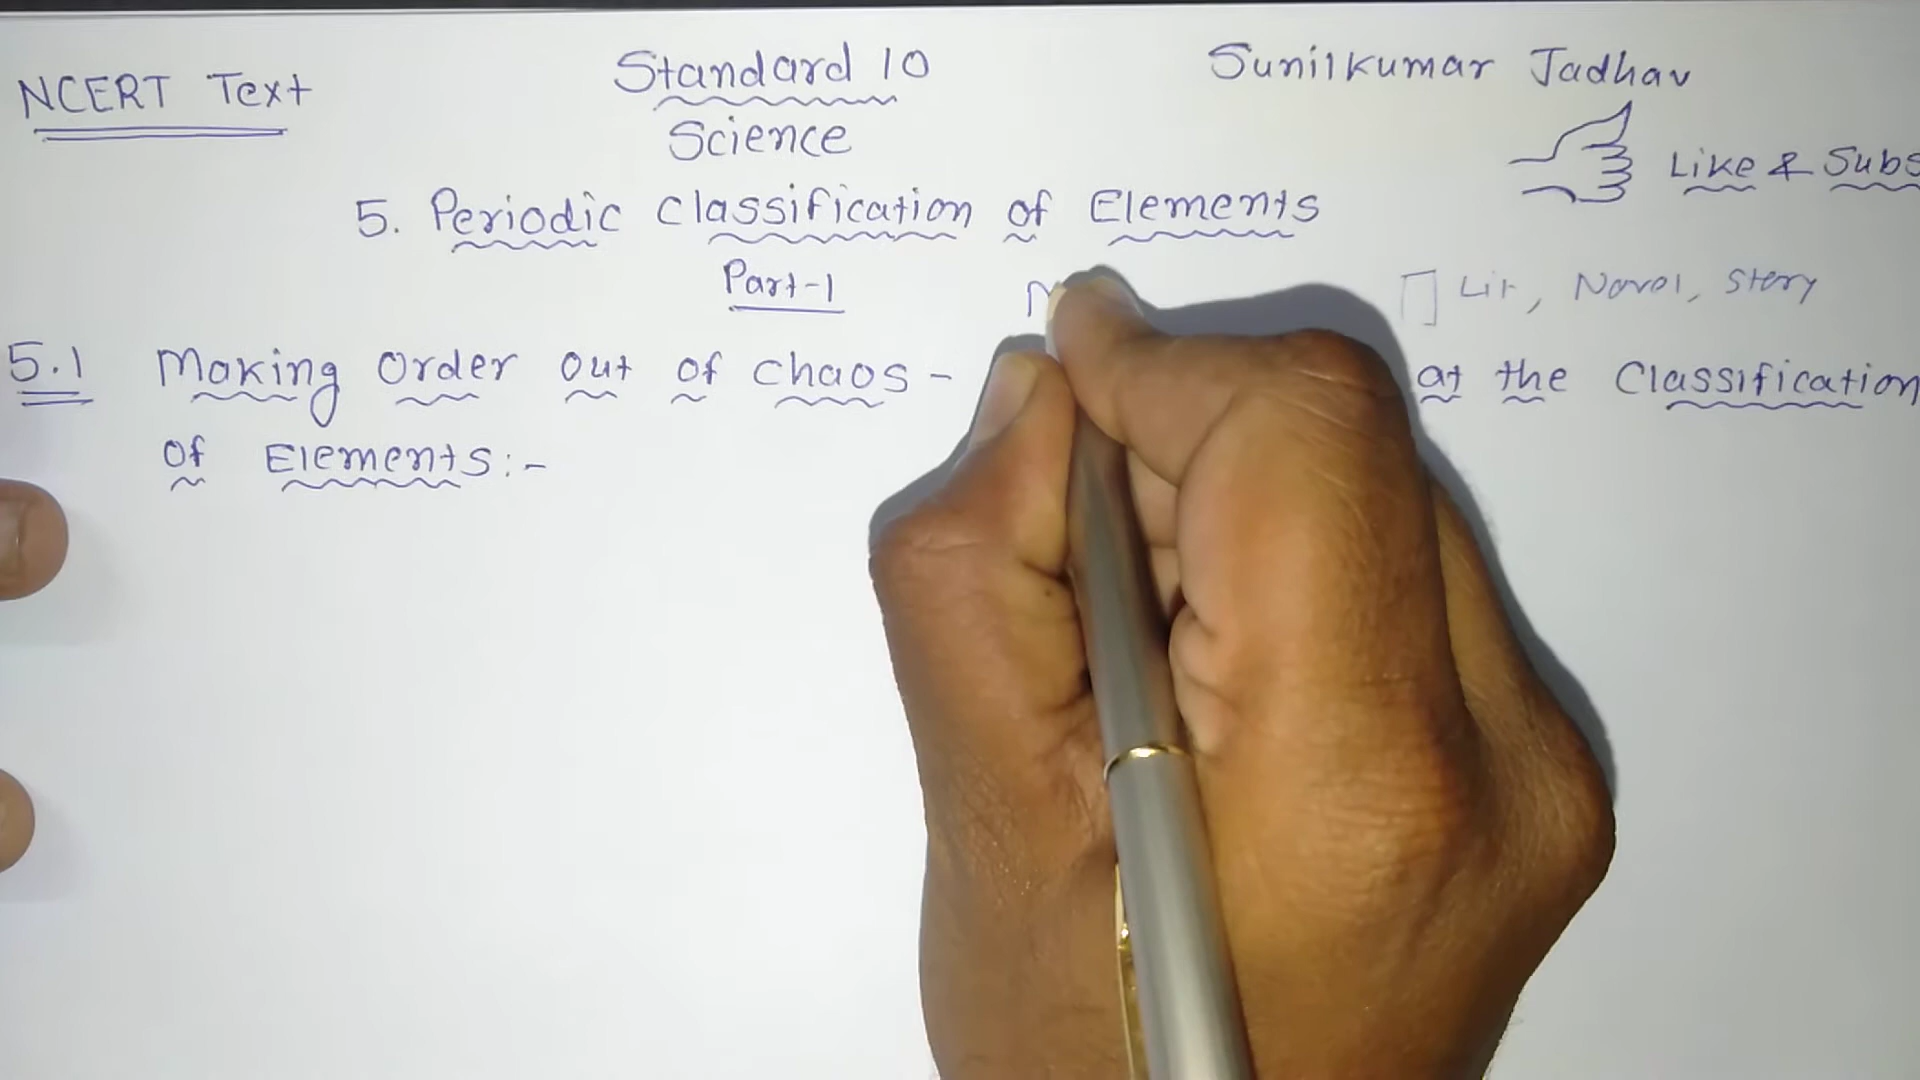 NCERT Text
Standard 10
Sunilkumar Jadhav
Science
Like & Subs
5. Periodic Classification of Elements
Part-1
Lit, Novel, Story
5.1 Making Order Out of Chaos - at the Classification
Of Elements:-